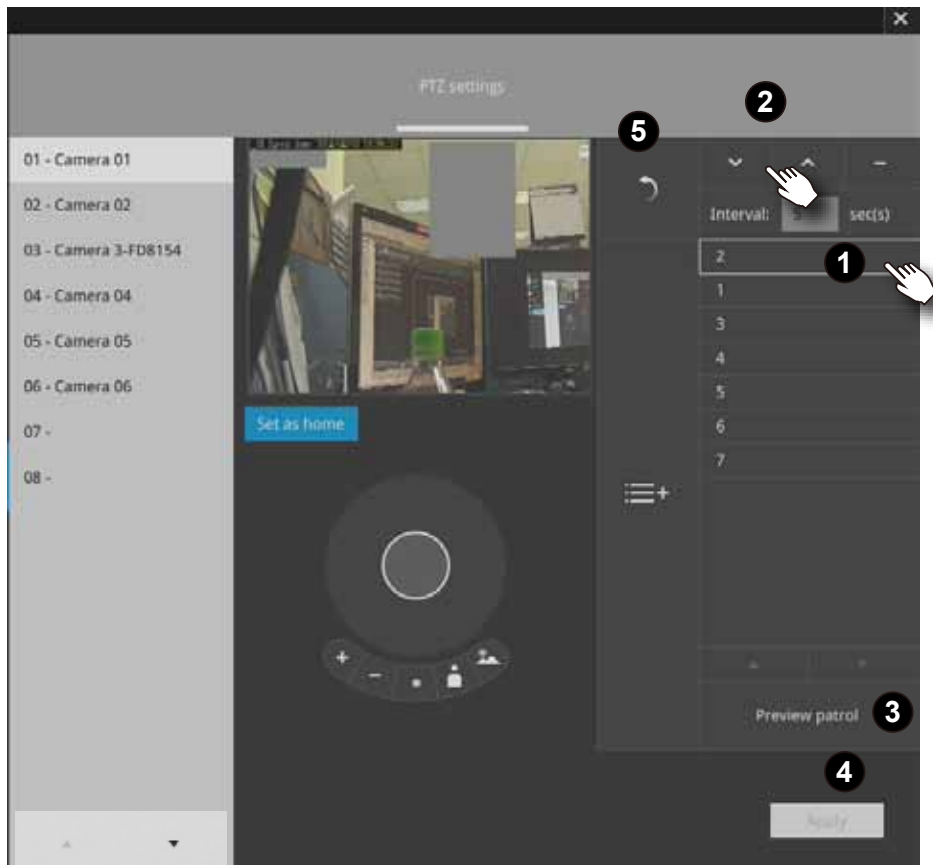 PTZ settings
2
5
01 - Camera 01
02 - Camera 02
03 - Camera 3-FD8154
04 - Camera 04
05 - Camera 05
06 - Camera 06
07 -
08 -
Set as home
Interval: 5 sec(s)
2
1
1
3
4
5
6
7
Preview patrol
3
4
Apply